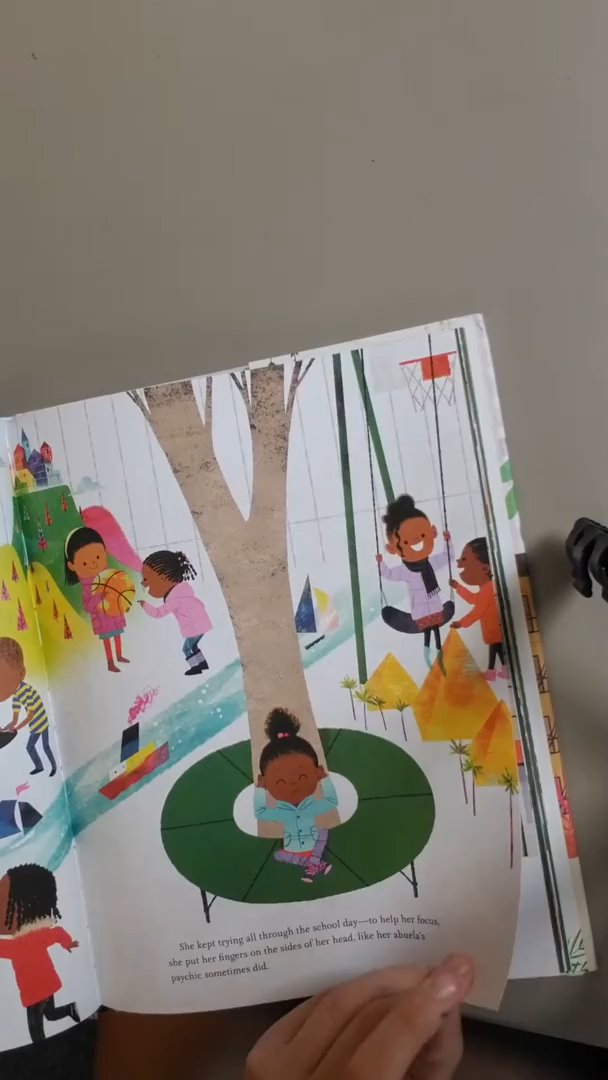 She kept trying all through the school day—to help her focus,
she put her fingers on the sides of her head, like her abuela's
psychic sometimes did.